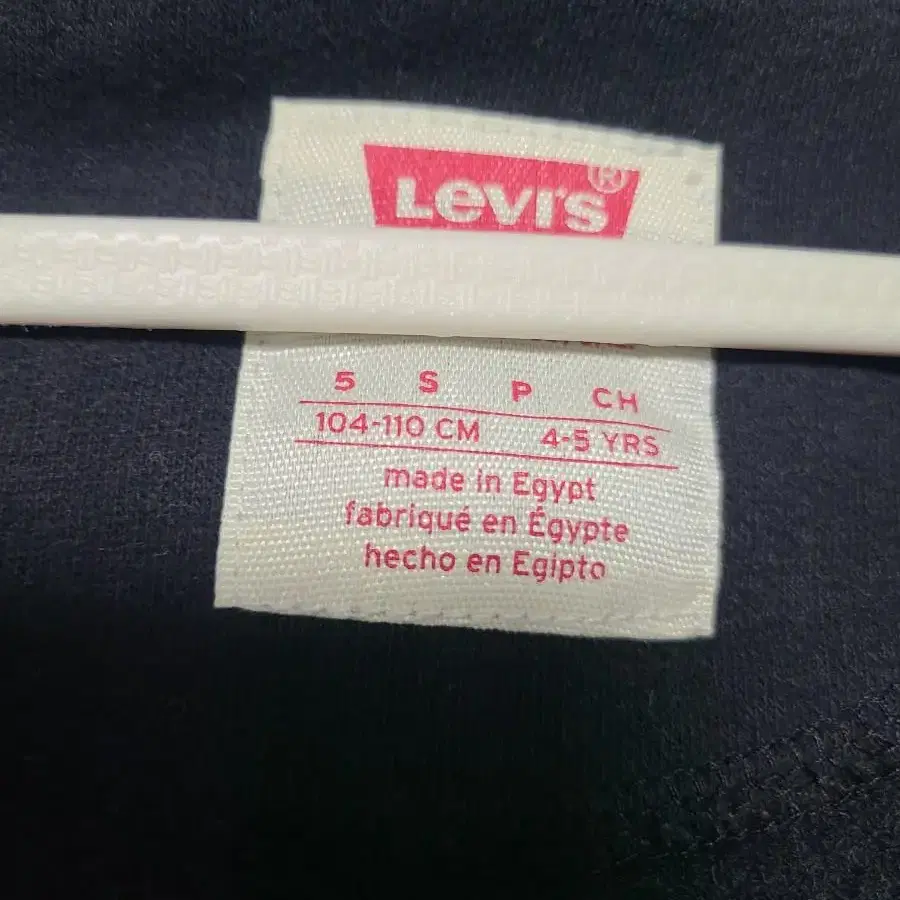 Levi's®
5 S P CH
104-110 CM 4-5 YRS
made in Egypt
fabriqué en Égypte
hecho en Egipto